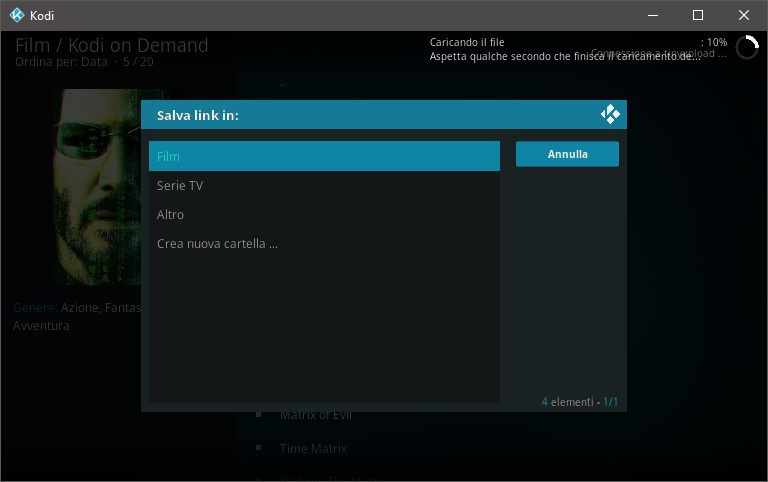 Kodi
Film / Kodi on Demand
Ordina per: Data · 5 / 20
Caricando il file : 10%
Aspetta qualche secondo che finisca il caricamento de...
Connessione a
..
Salva link in:
Film
Annulla
Serie TV
Altro
Crea nuova cartella ...
Genere: Azione, Fantas
Avventura
4 elementi - 1/1
Matrix of Evil
Time Matrix